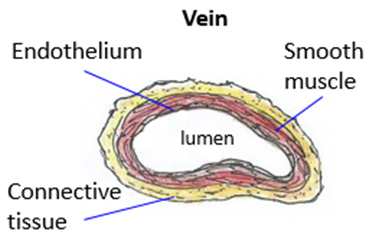 Vein
Endothelium
Smooth
muscle
lumen
Connective
tissue